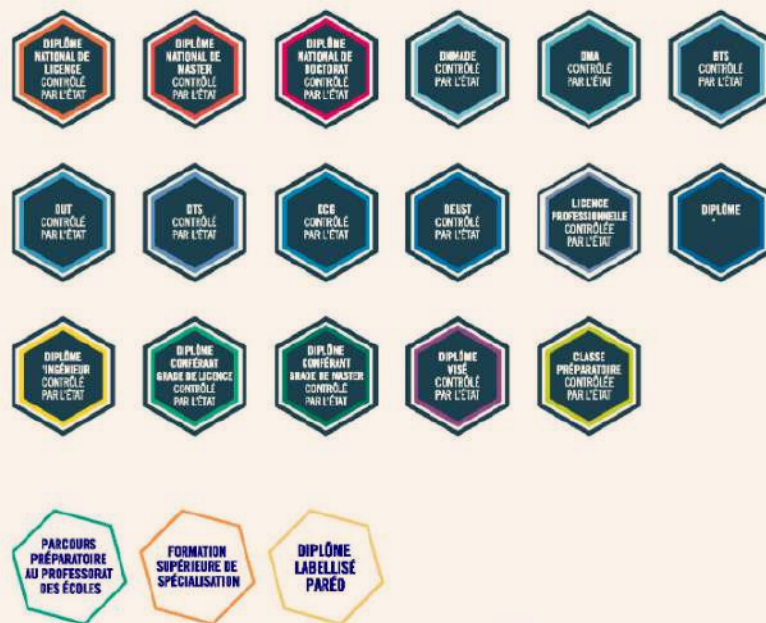 DIPLÔME
NATIONAL DE
LICENCE
CONTRÔLÉ
PAR L'ÉTAT
DIPLÔME
NATIONAL DE
MASTER
CONTRÔLÉ
PAR L'ÉTAT
DIPLÔME
NATIONAL DE
DOCTORAT
CONTRÔLÉ
PAR L'ÉTAT
DNMADE
CONTRÔLÉ
PAR L'ÉTAT
DMA
CONTRÔLÉ
PAR L'ÉTAT
BTS
CONTRÔLÉ
PAR L'ÉTAT
DUT
CONTRÔLÉ
PAR L'ÉTAT
DTS
CONTRÔLÉ
PAR L'ÉTAT
DCG
CONTRÔLÉ
PAR L'ÉTAT
DEUST
CONTRÔLÉ
PAR L'ÉTAT
LICENCE
PROFESSIONNELLE
CONTRÔLÉE
PAR L'ÉTAT
DIPLÔME
DIPLÔME
'INGÉNIEUR
CONTRÔLÉ
PAR L'ÉTAT
DIPLÔME
CONFÉRANT
GRADE DE LICENCE
CONTRÔLÉ
PAR L'ÉTAT
DIPLÔME
CONFÉRANT
GRADE DE MASTER
CONTRÔLÉ
PAR L'ÉTAT
DIPLÔME
VISÉ
CONTRÔLÉ
PAR L'ÉTAT
CLASSE
PRÉPARATOIRE
CONTRÔLÉE
PAR L'ÉTAT
PARCOURS
PRÉPARATOIRE
AU PROFESSORAT
DES ÉCOLES
FORMATION
SUPÉRIEURE DE
SPÉCIALISATION
DIPLÔME
LABELLISÉ
PARÉO